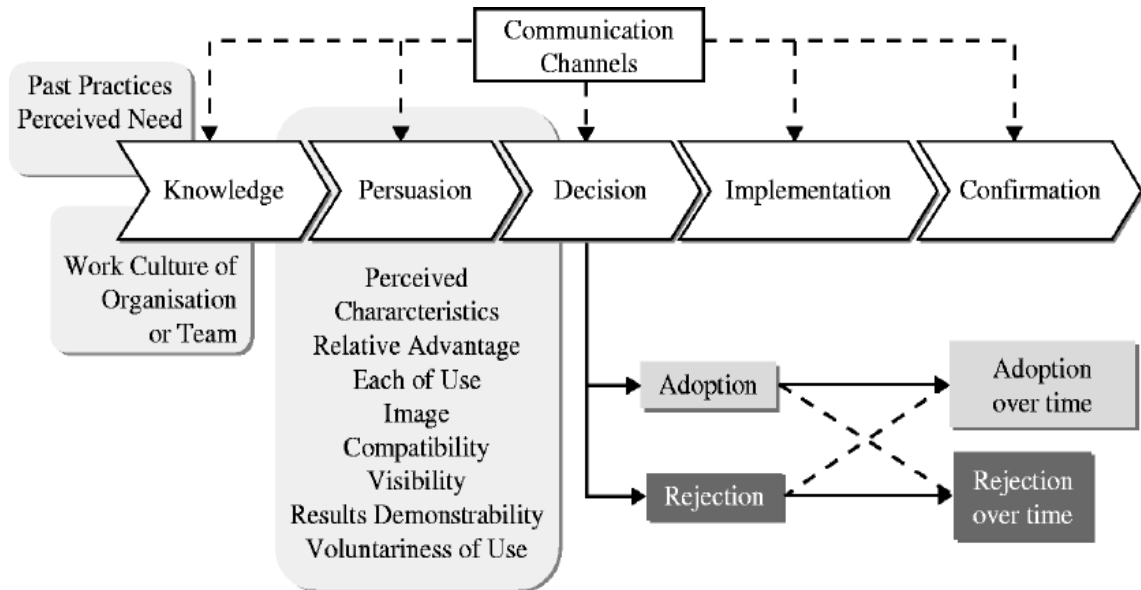 Communication
Channels
Past Practices
Perceived Need
Knowledge
Persuasion
Decision
Implementation
Confirmation
Work Culture of
Organisation
or Team
Perceived
Chararcteristics
Relative Advantage
Each of Use
Image
Compatibility
Visibility
Results Demonstrability
Voluntariness of Use
Adoption
Adoption
over time
Rejection
Rejection
over time